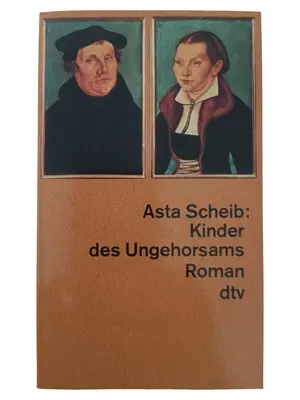 Asta Scheib:
Kinder
des Ungehorsams
Roman
dtv